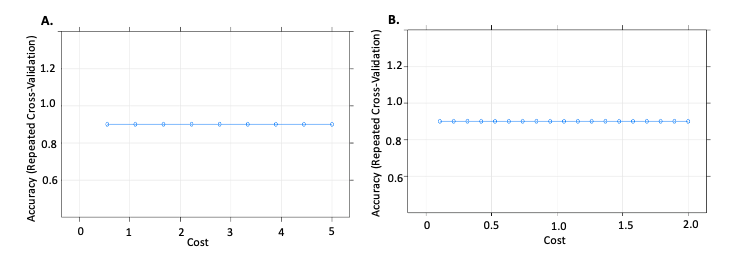 A.
Accuracy (Repeated Cross-Validation)
1.2
1.0
0.8
0.6
0 1 2 3 4 5
Cost
B.
Accuracy (Repeated Cross-Validation)
1.2
1.0
0.8
0.6
0 0.5 1.0 1.5 2.0
Cost